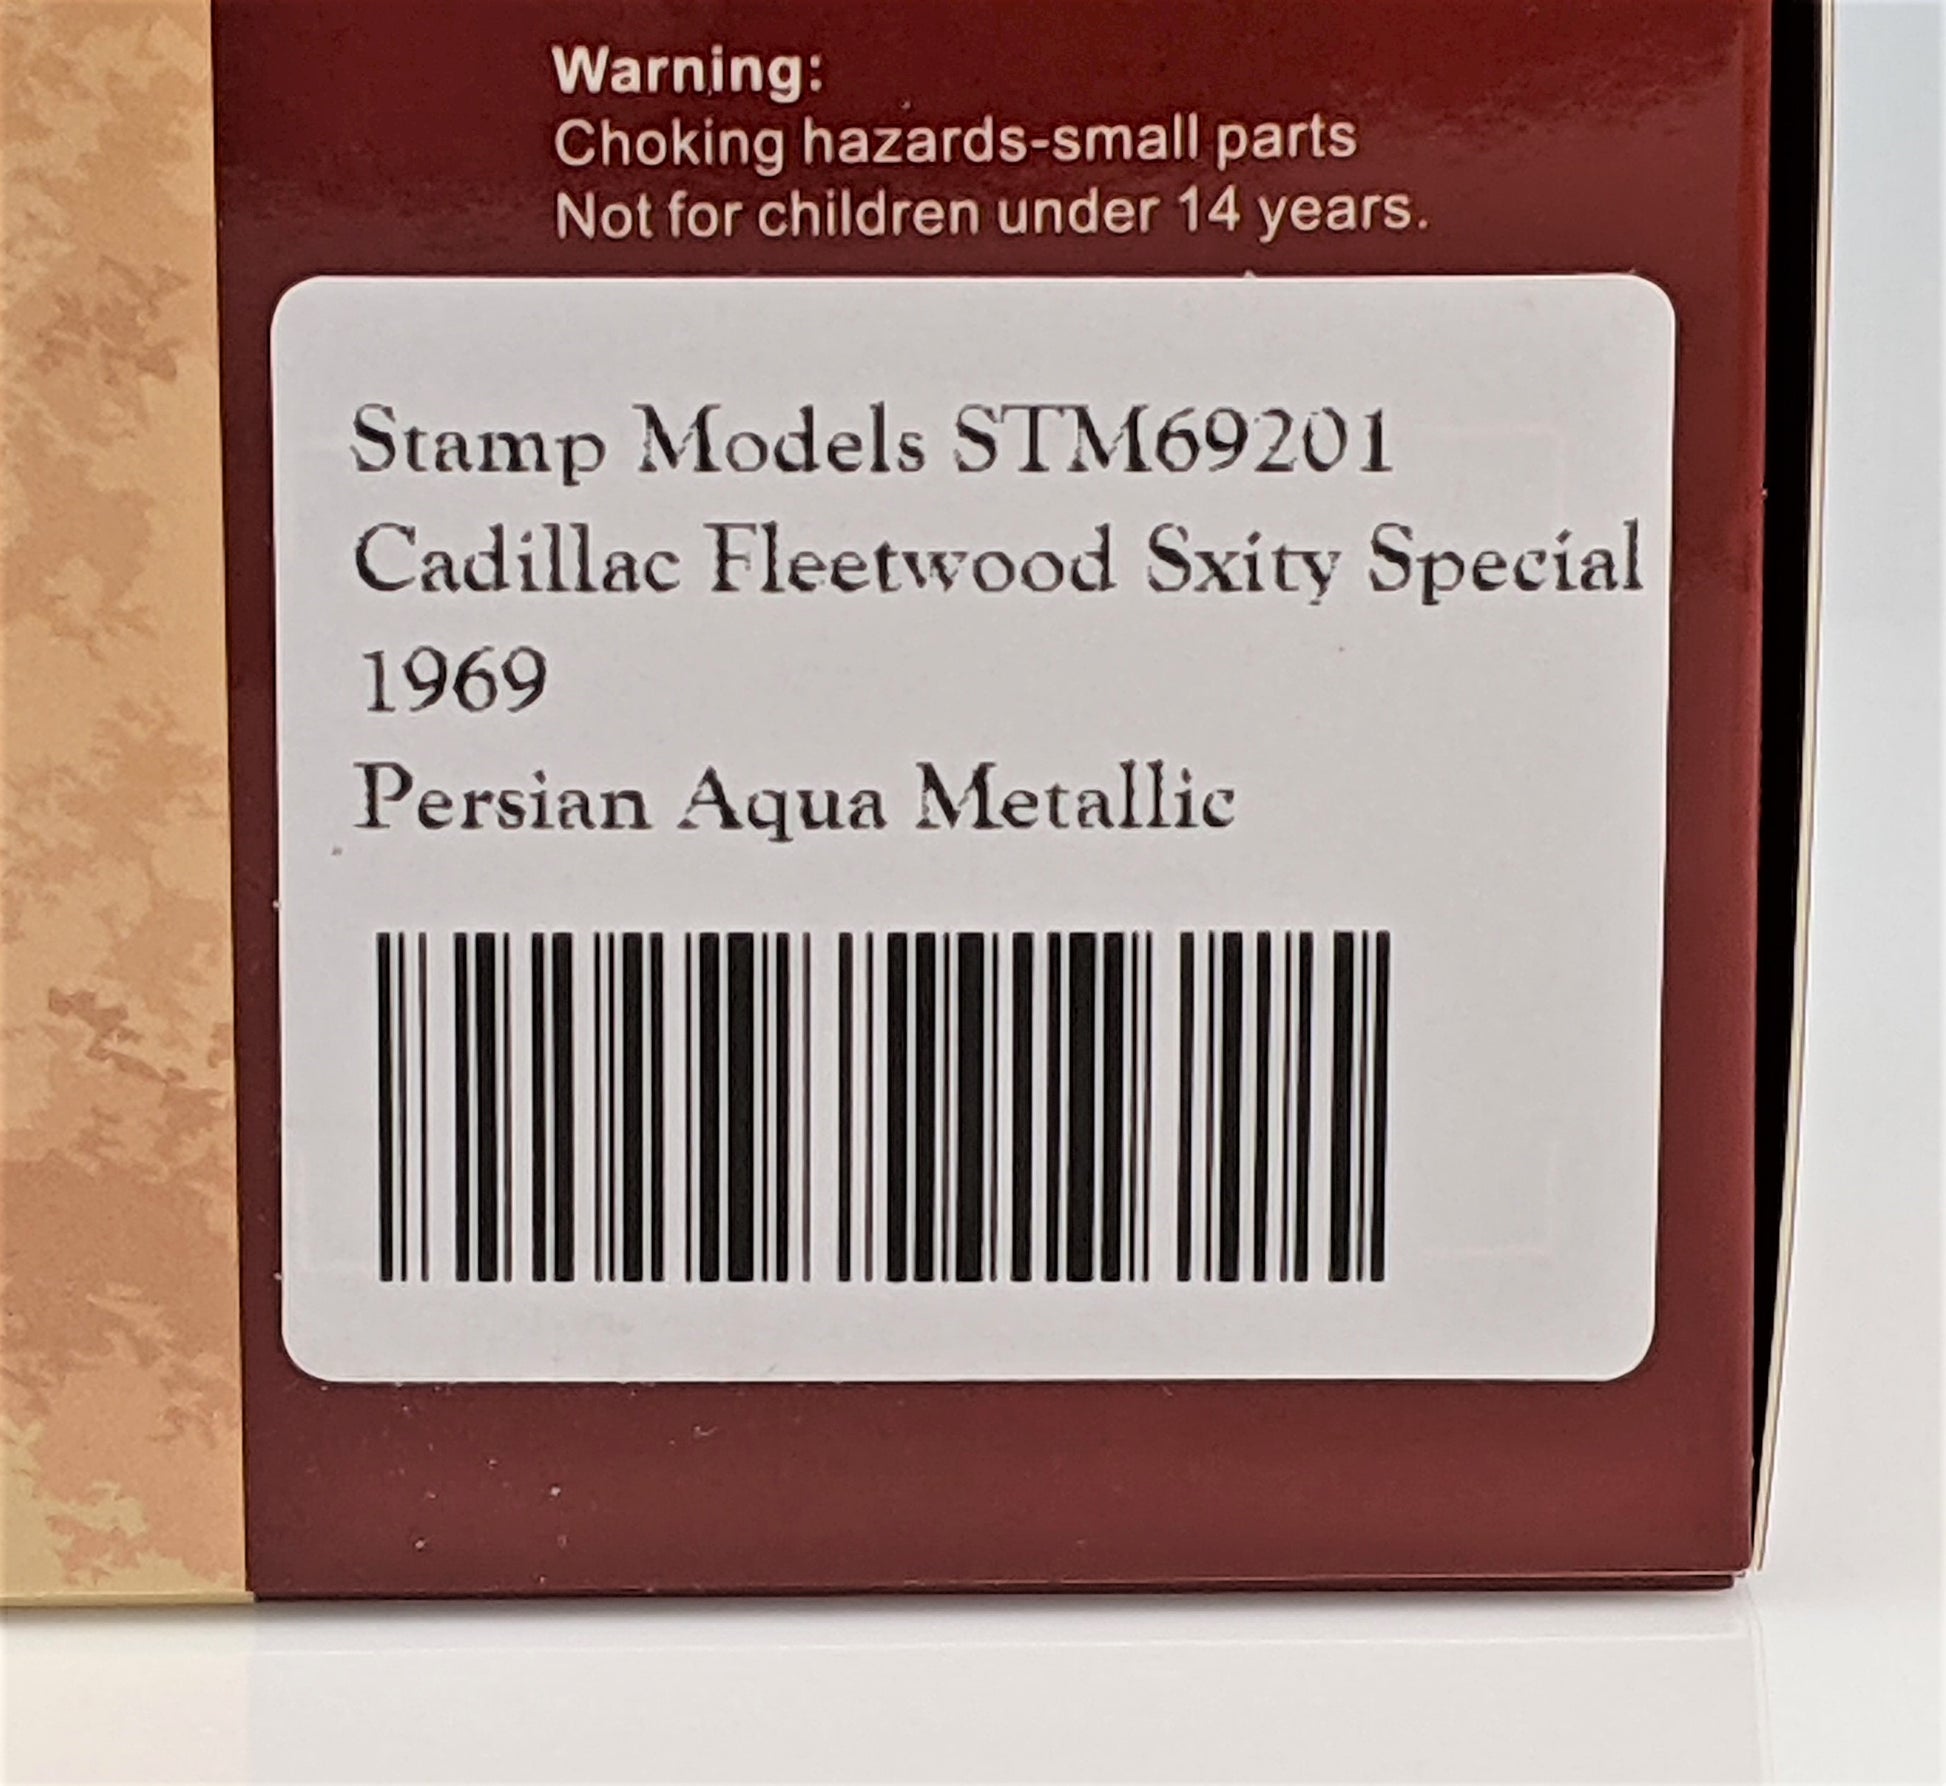 Warning:
Choking hazards-small parts
Not for children under 14 years.
Stamp Models STM69201
Cadillac Fleetwood Sxity Special
1969
Persian Aqua Metallic